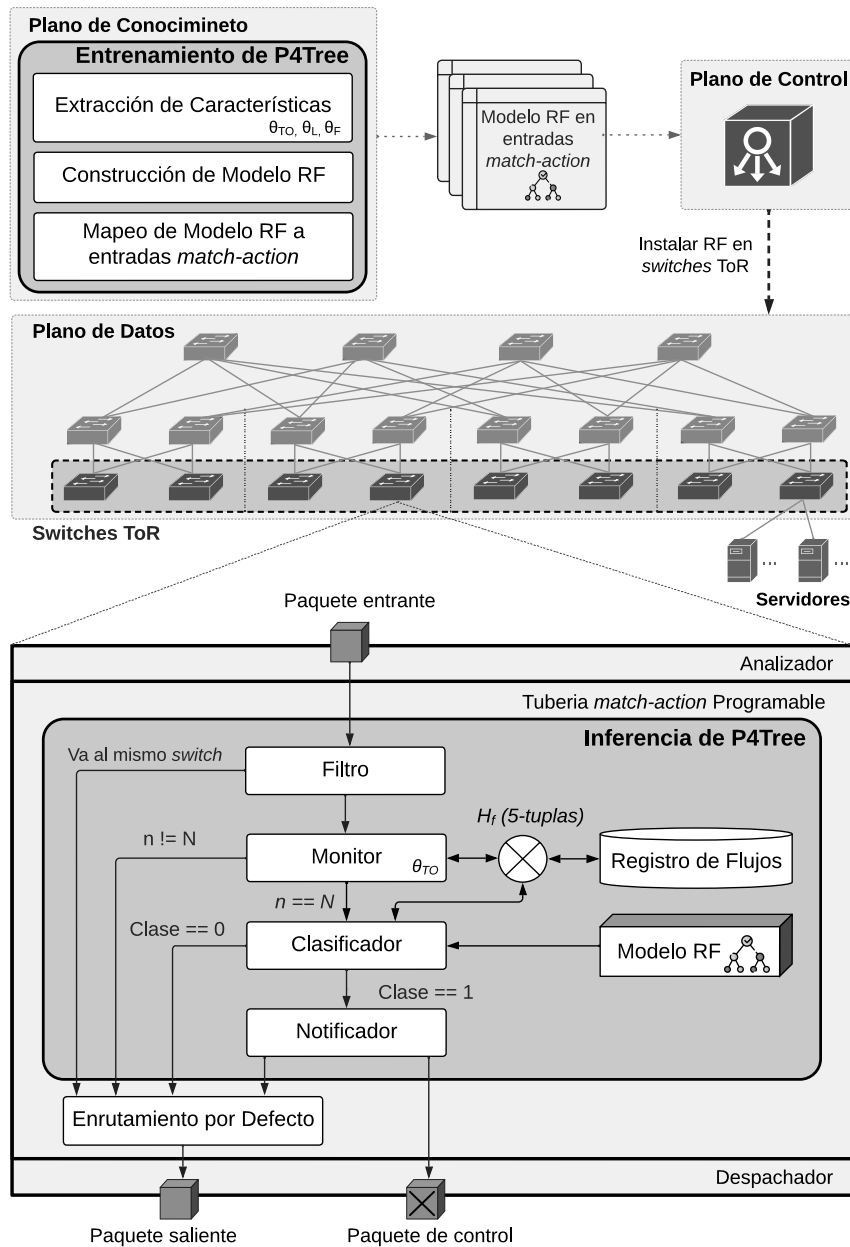 Plano de Conocimineto
Entrenamiento de P4Tree
Extracción de Características
θTO, θL, θF
Construcción de Modelo RF
Mapeo de Modelo RF a
entradas match-action
Modelo RF en
entradas
match-action
Plano de Control
Instalar RF en
switches ToR
Plano de Datos
Switches ToR
Servidores
Paquete entrante
Analizador
Tuberia match-action Programable
Inferencia de P4Tree
Va al mismo switch
Filtro
Hf (5-tuplas)
n != N
Monitor
θTO
Registro de Flujos
n == N
Clase == 0
Clasificador
Modelo RF
Clase == 1
Notificador
Enrutamiento por Defecto
Despachador
Paquete saliente
Paquete de control